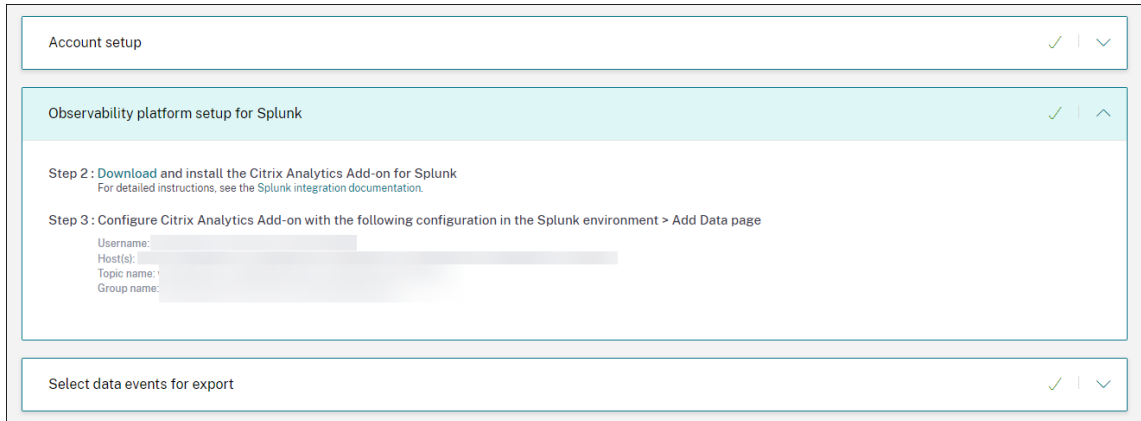 Account setup
Observability platform setup for Splunk
Step 2 : Download and install the Citrix Analytics Add-on for Splunk
For detailed instructions, see the Splunk integration documentation.
Step 3 : Configure Citrix Analytics Add-on with the following configuration in the Splunk environment > Add Data page
Username:
Host(s):
Topic name:
Group name:
Select data events for export